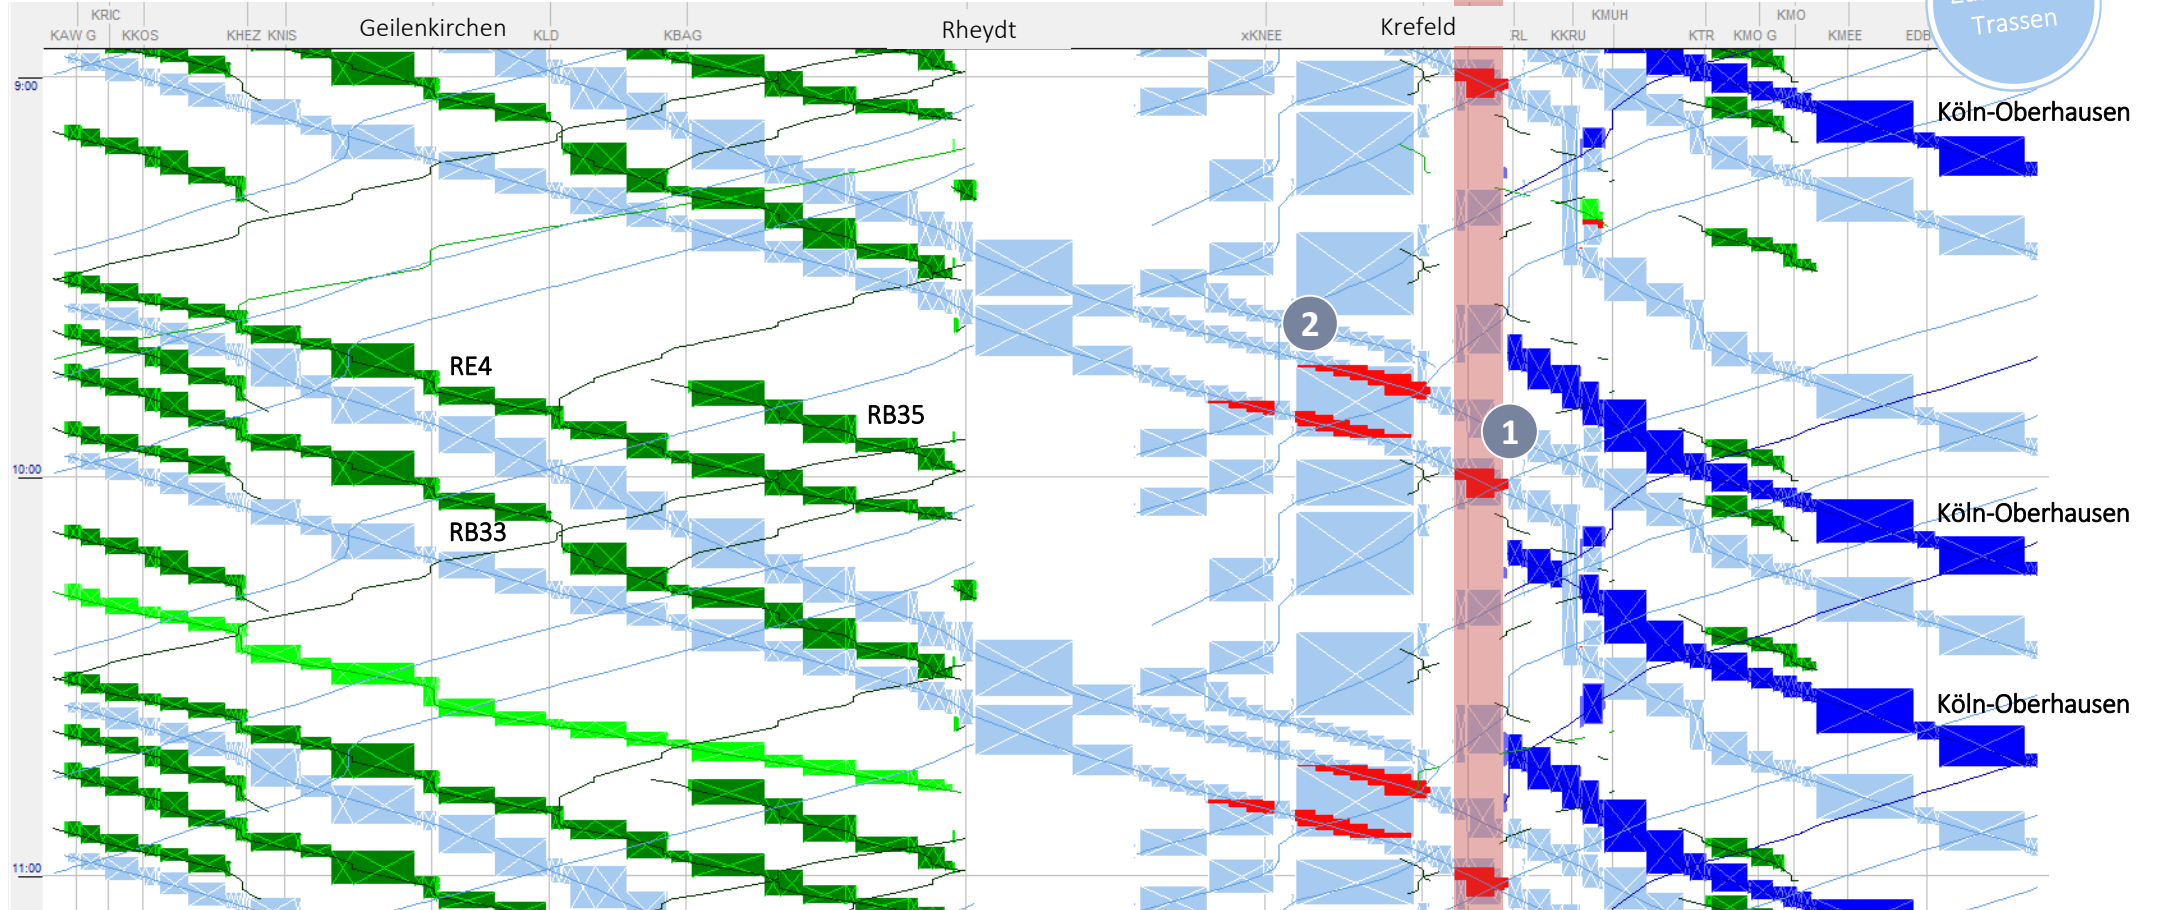 Trassen
KRIC
KMUH
KMO
KAW G
KKOS
KHEZ
KNIS
Geilenkirchen
KLD
KBAG
Rheydt
xKNEE
Krefeld
KKRU
KTR
KMO G
KMEE
EDB
9:00
Köln-Oberhausen
2
RE4
RB35
1
10:00
Köln-Oberhausen
RB33
Köln-Oberhausen
11:00